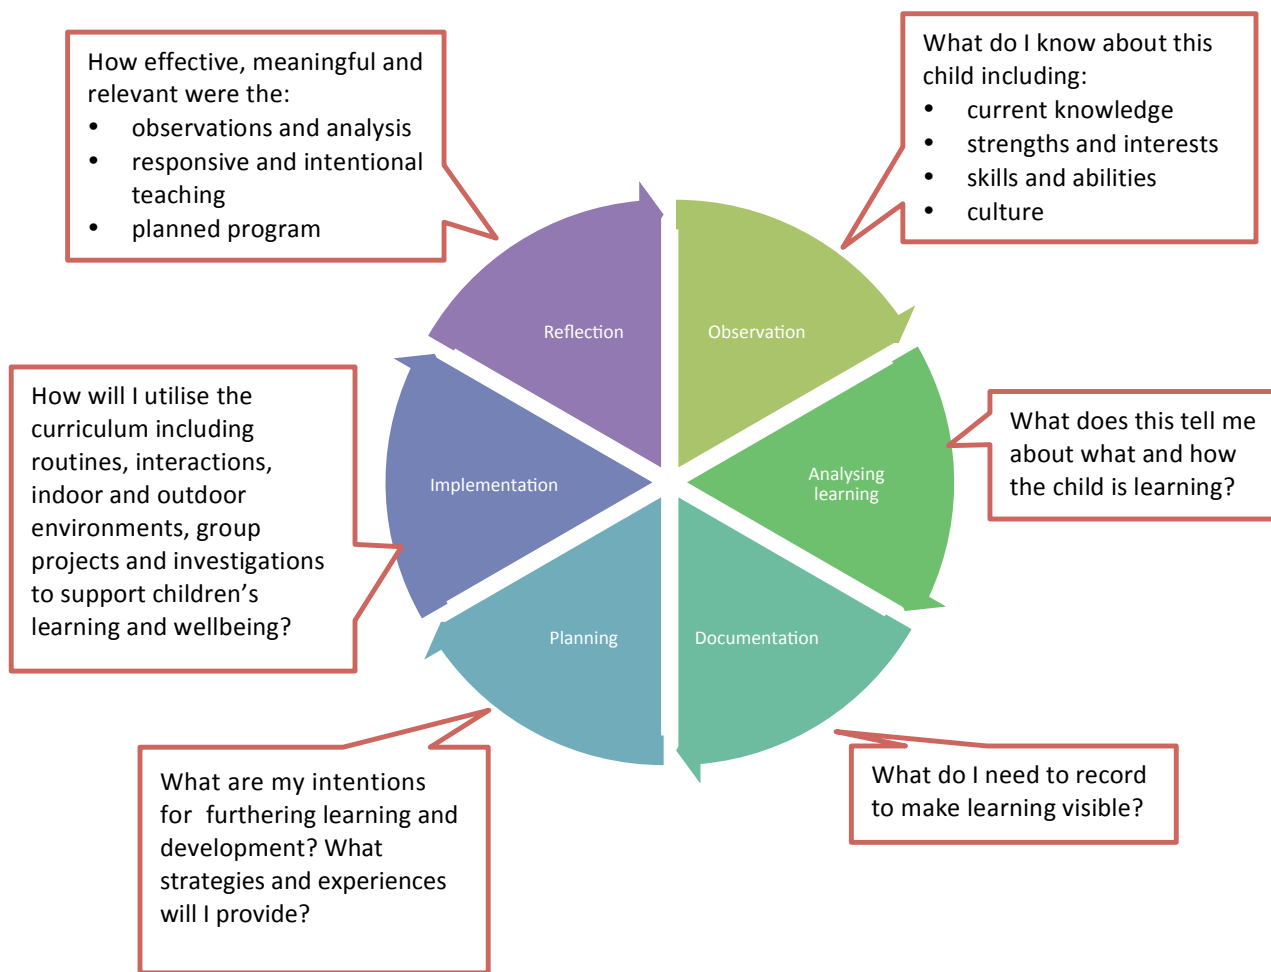 How effective, meaningful and
relevant were the:
• observations and analysis
• responsive and intentional
teaching
• planned program
What do I know about this
child including:
• current knowledge
• strengths and interests
• skills and abilities
• culture
Reflection
Observation
How will I utilise the
curriculum including
routines, interactions,
indoor and outdoor
environments, group
projects and investigations
to support children’s
learning and wellbeing?
Implementation
Analysing
learning
What does this tell me
about what and how
the child is learning?
Planning
Documentation
What are my intentions
for  furthering learning and
development? What
strategies and experiences
will I provide?
What do I need to record
to make learning visible?